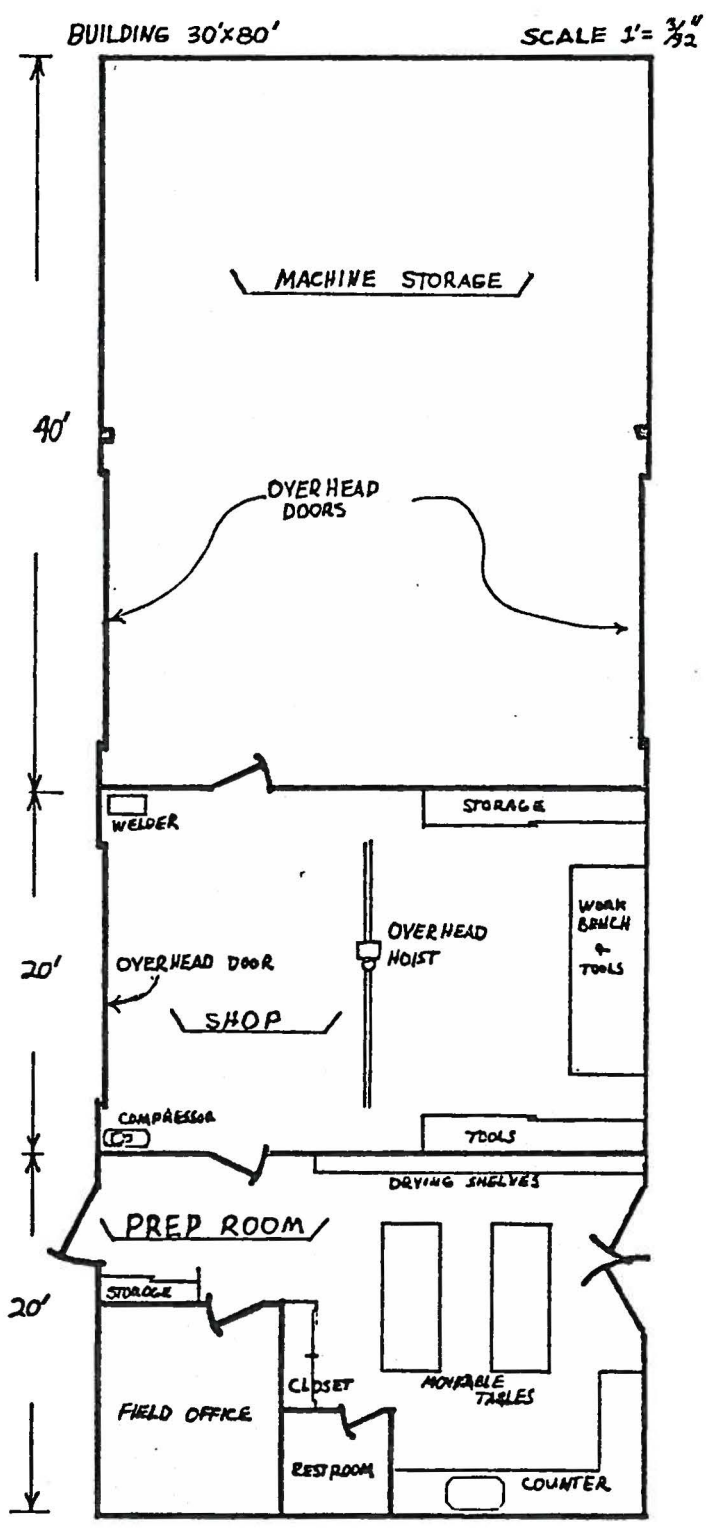 BUILDING 30'X80'
SCALE 1'= 3/32"
MACHINE STORAGE
40'
OVERHEAD
DOORS
STORAGE
WELDER
WORK
BENCH
&
TOOLS
OVERHEAD
HOIST
20'
OVERHEAD DOOR
SHOP
COMPRESSOR
TOOLS
DRYING SHELVES
PREP ROOM
STORAGE
20'
CLOSET
MOVEABLE
TABLES
FIELD OFFICE
RESTROOM
COUNTER